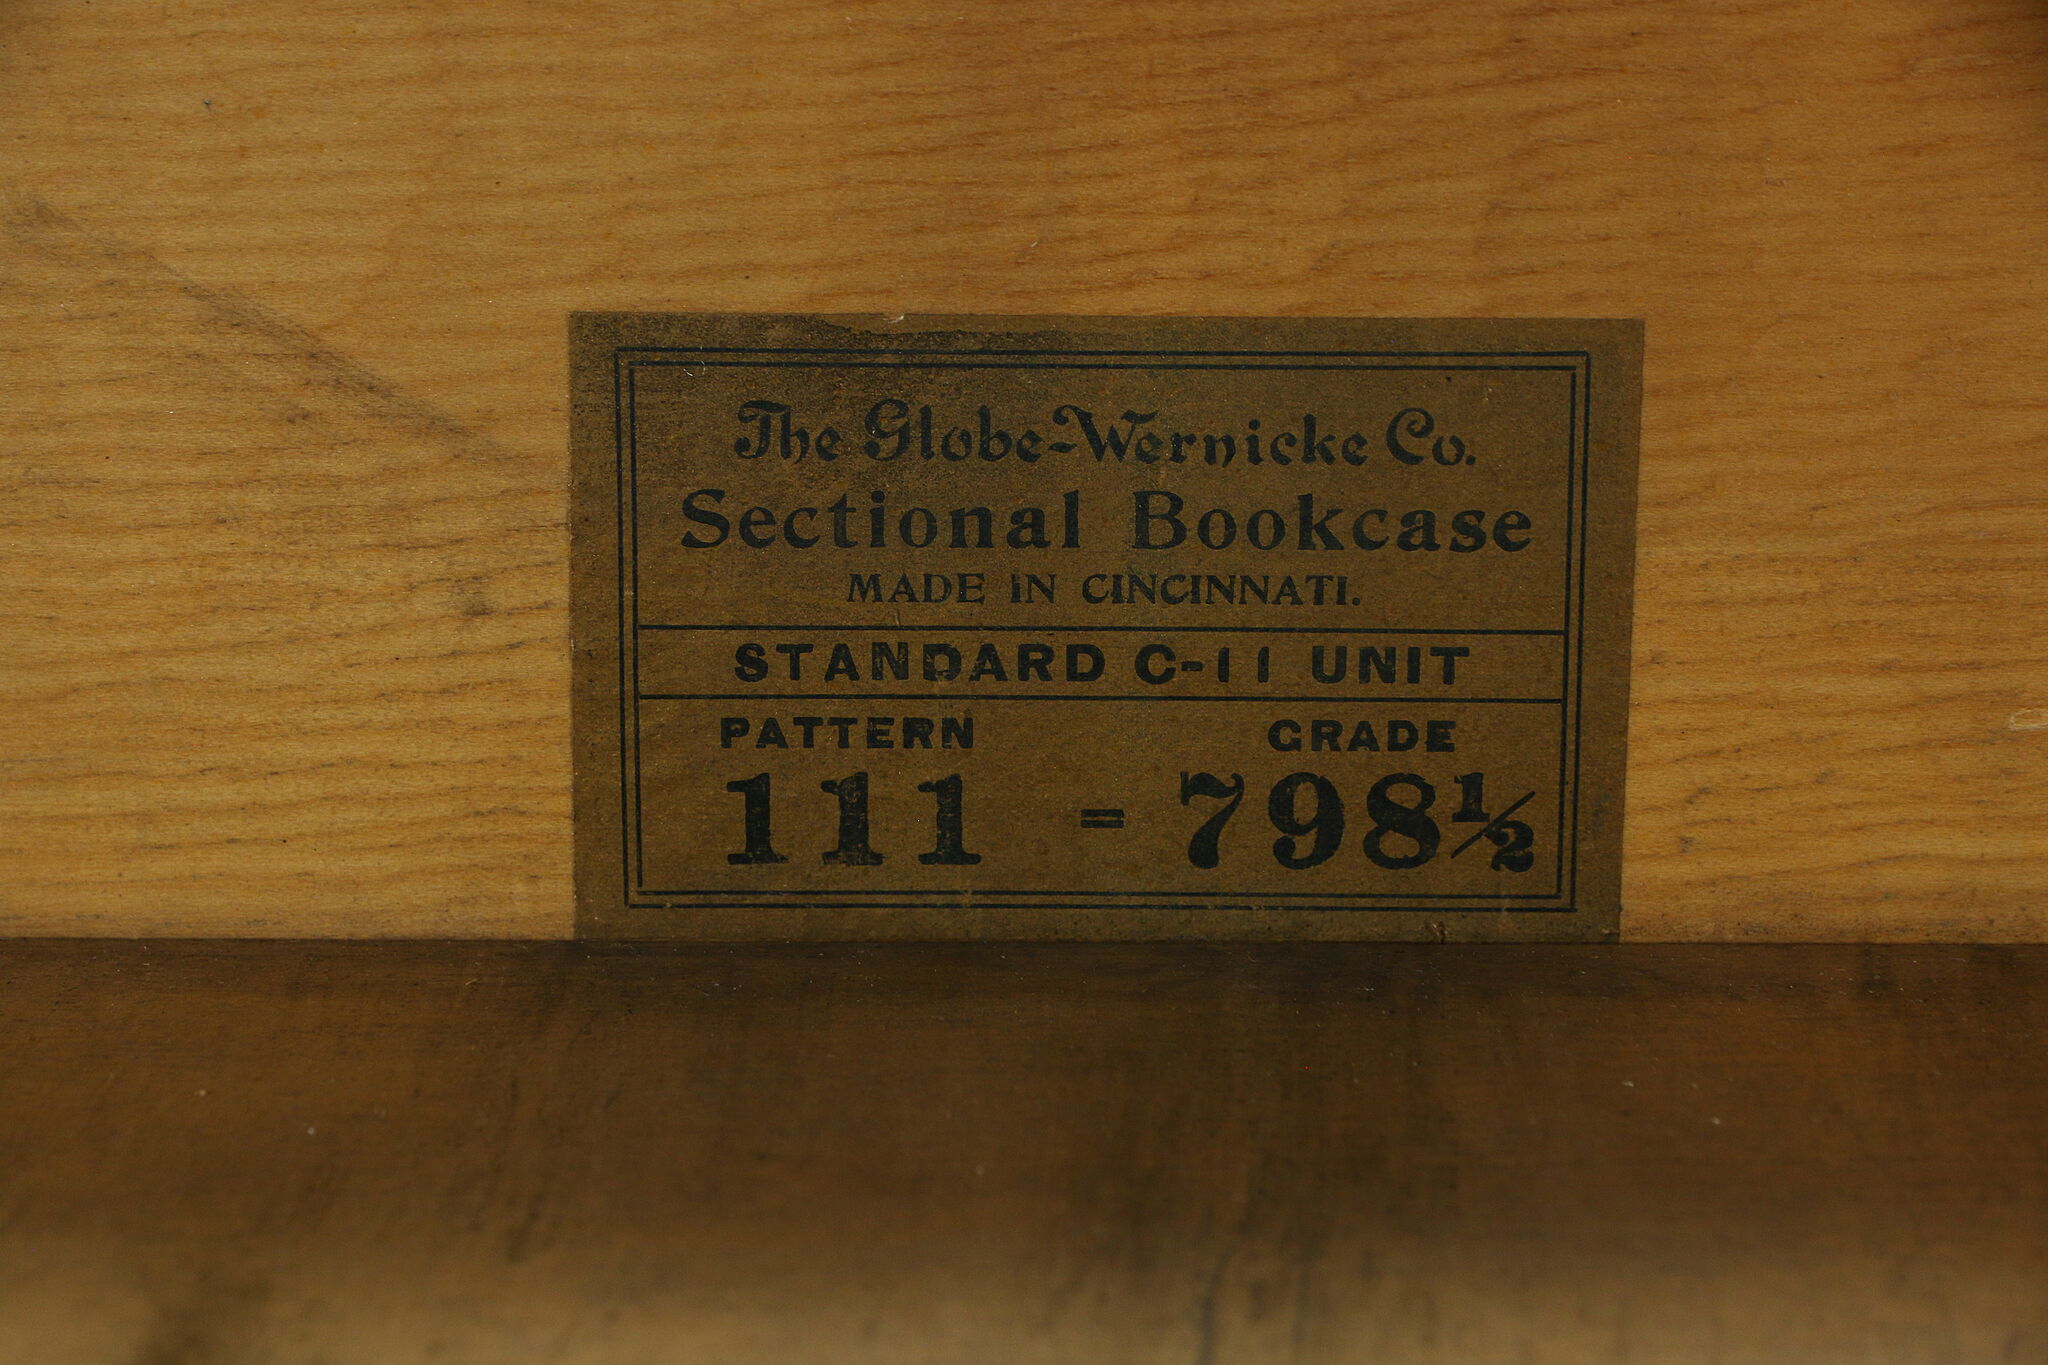 The Globe-Wernicke Co.
Sectional Bookcase
MADE IN CINCINNATI.
STANDARD C-11 UNIT
PATTERN GRADE
111 = 798½